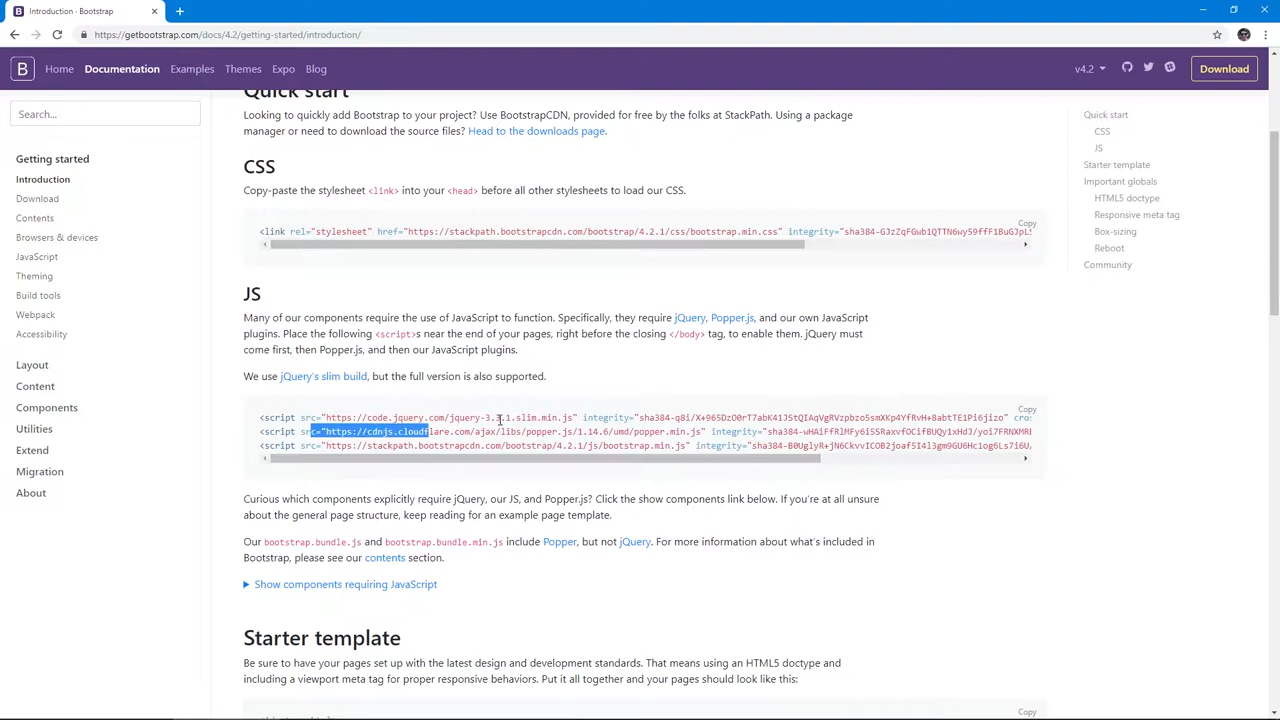 Introduction · Bootstrap
https://getbootstrap.com/docs/4.2/getting-started/introduction/
B Home Documentation Examples Themes Expo Blog v4.2 Download
Search...
Getting started
Introduction
Download
Contents
Browsers & devices
JavaScript
Theming
Build tools
Webpack
Accessibility
Layout
Content
Components
Utilities
Extend
Migration
About
Quick start
Looking to quickly add Bootstrap to your project? Use BootstrapCDN, provided for free by the folks at StackPath. Using a package
manager or need to download the source files? Head to the downloads page.
CSS
Copy-paste the stylesheet <link> into your <head> before all other stylesheets to load our CSS.
Copy
<link rel="stylesheet" href="https://stackpath.bootstrapcdn.com/bootstrap/4.2.1/css/bootstrap.min.css" integrity="sha384-GJzZqFGwb1QTTN6wy59ffF1BuGJpLS
JS
Many of our components require the use of JavaScript to function. Specifically, they require jQuery, Popper.js, and our own JavaScript
plugins. Place the following <script>s near the end of your pages, right before the closing </body> tag, to enable them. jQuery must
come first, then Popper.js, and then our JavaScript plugins.
We use jQuery's slim build, but the full version is also supported.
Copy
<script src="https://code.jquery.com/jquery-3.3.1.slim.min.js" integrity="sha384-q8i/X+965DzO0rT7abK41JStQIAqVgRVzpbzo5smXKp4YfRvH+8abtTE1Pi6jizo" cros
<script src="https://cdnjs.cloudflare.com/ajax/libs/popper.js/1.14.6/umd/popper.min.js" integrity="sha384-wHAiFfRlMFy6i5SRaxvfOCifBUQy1xHdJ/yoi7FRNXMRB
<script src="https://stackpath.bootstrapcdn.com/bootstrap/4.2.1/js/bootstrap.min.js" integrity="sha384-B0UglyR+jN6CkvvICOB2joaf5I4l3gm9GU6Hc1og6Ls7i6U/
Curious which components explicitly require jQuery, our JS, and Popper.js? Click the show components link below. If you're at all unsure
about the general page structure, keep reading for an example page template.
Our bootstrap.bundle.js and bootstrap.bundle.min.js include Popper, but not jQuery. For more information about what's included in
Bootstrap, please see our contents section.
Show components requiring JavaScript
Starter template
Be sure to have your pages set up with the latest design and development standards. That means using an HTML5 doctype and
including a viewport meta tag for proper responsive behaviors. Put it all together and your pages should look like this:
Copy
Quick start
CSS
JS
Starter template
Important globals
HTML5 doctype
Responsive meta tag
Box-sizing
Reboot
Community